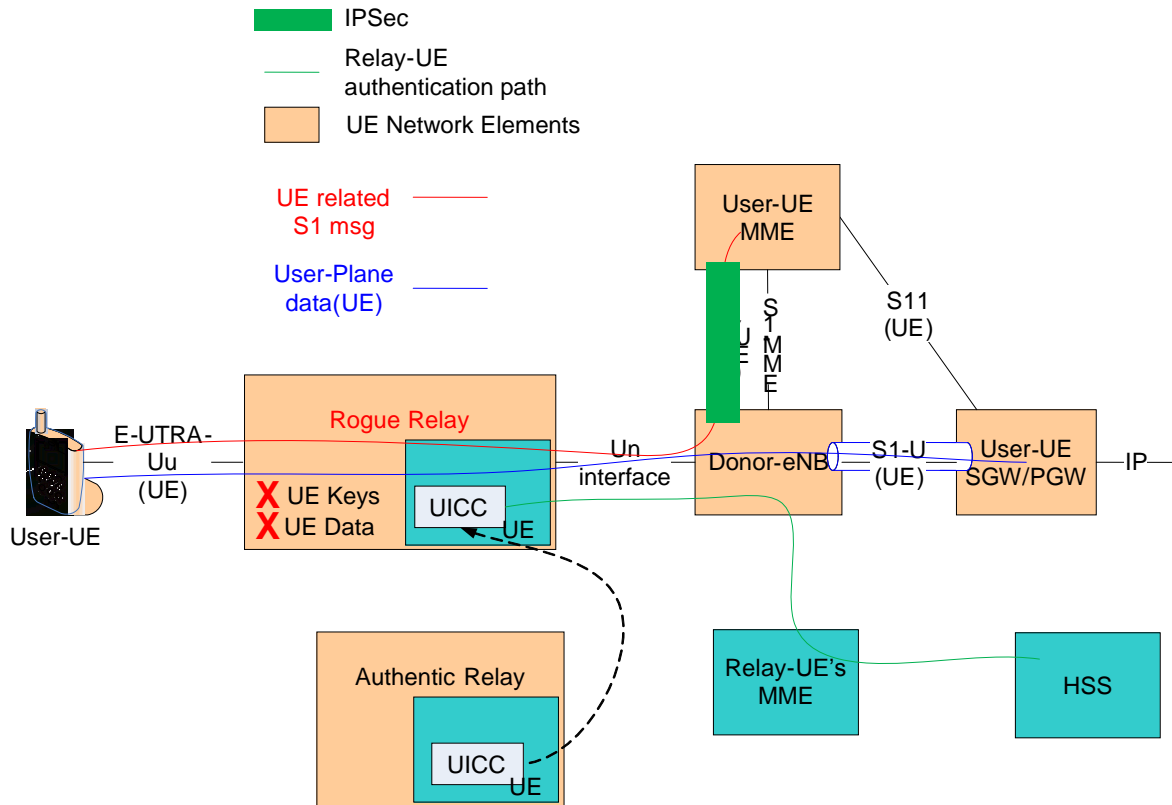 IPSec
Relay-UE
authentication path
UE Network Elements
UE related
S1 msg
User-Plane
data(UE)
User-UE
MME
S11
(UE)
S1MME
(UE)
E-UTRA-
Uu
(UE)
User-UE
Rogue Relay
X UE Keys
X UE Data
UICC
UE
Un
interface
Donor-eNB
S1-U
(UE)
User-UE
SGW/PGW
IP
Authentic Relay
UICC
UE
Relay-UE's
MME
HSS